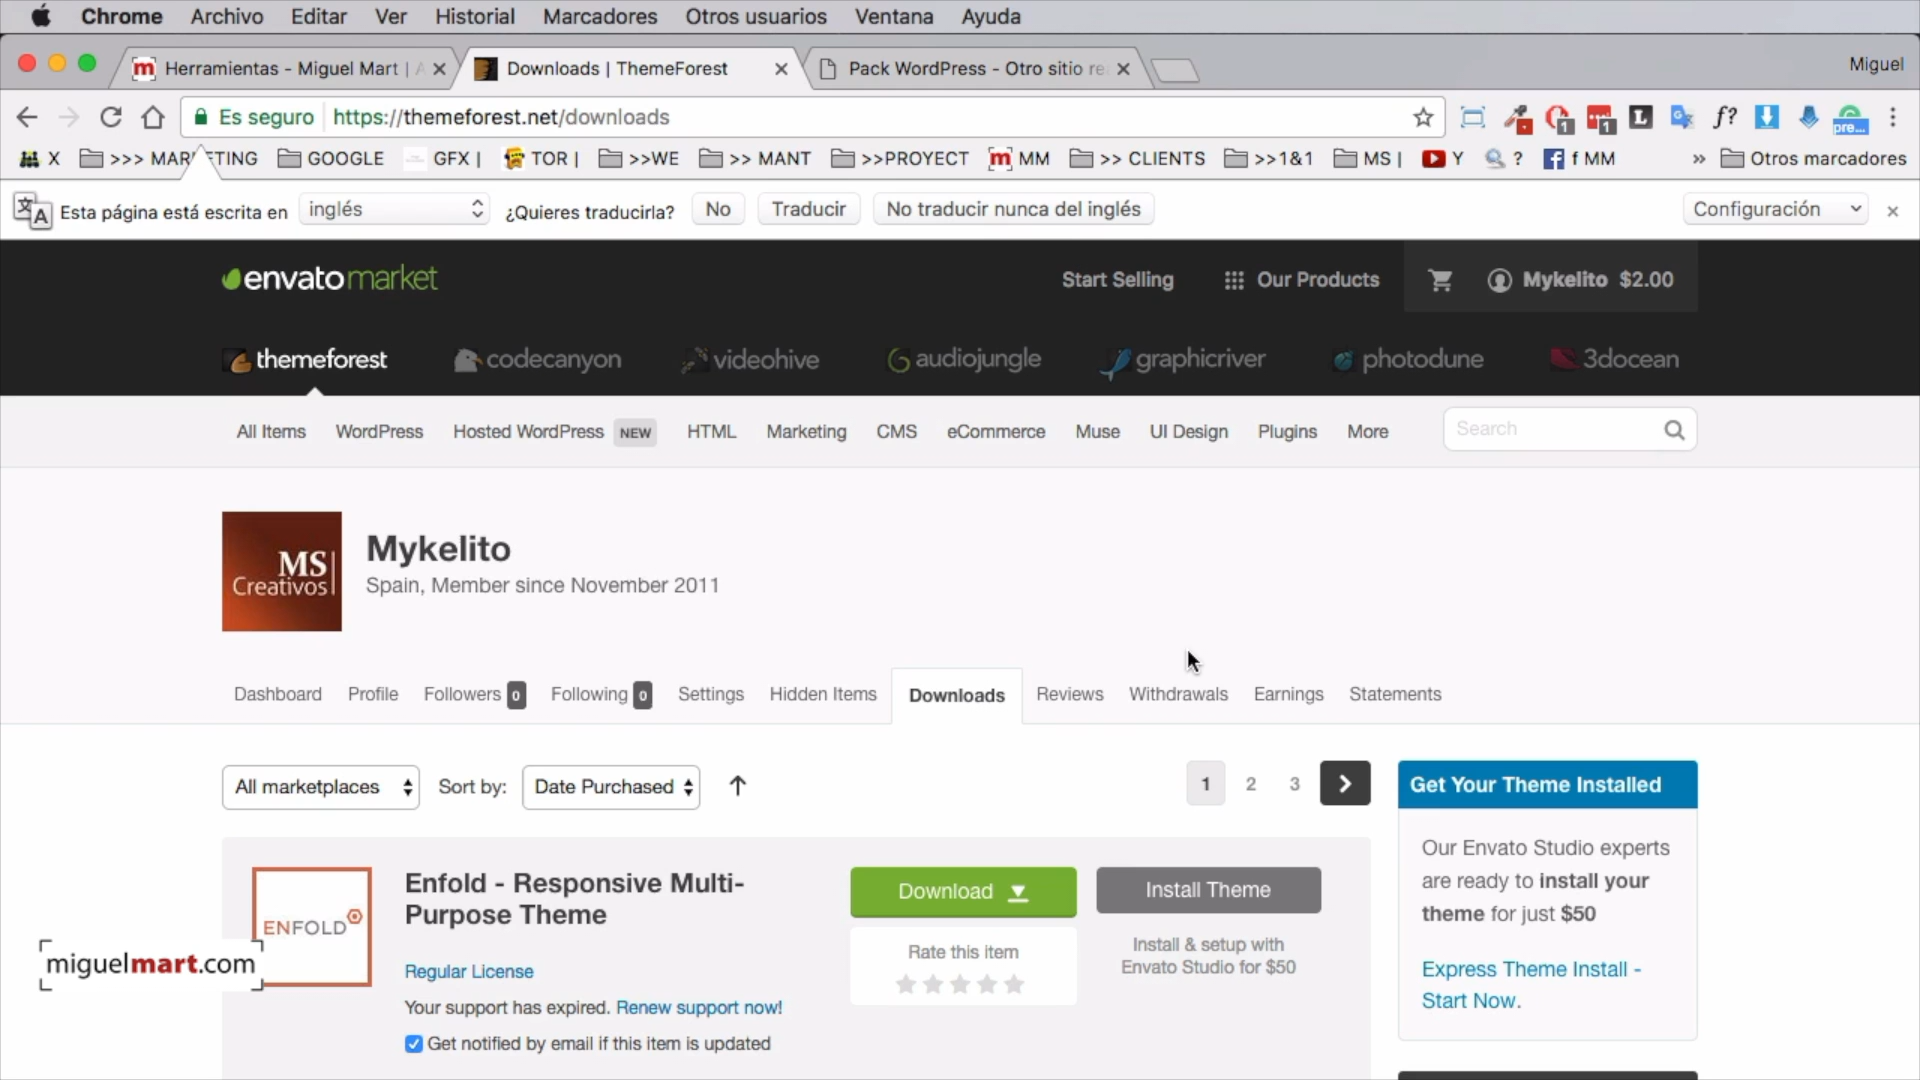 Chrome Archivo Editar Ver Historial Marcadores Otros usuarios Ventana Ayuda
Herramientas - Miguel Mart | Downloads | ThemeForest Pack WordPress - Otro sitio re Miguel
Es seguro https://themeforest.net/downloads
X >>> MARKETING GOOGLE GFX | TOR | >>WE >> MANT >>PROYECT MM >> CLIENTS >>1&1 MS | Y ? f MM » Otros marcadores
Esta página está escrita en inglés ¿Quieres traducirla? No Traducir No traducir nunca del inglés Configuración
envatomarket Start Selling Our Products Mykelito $2.00
themeforest codecanyon videohive audiojungle graphicriver photodune 3docean
All Items WordPress Hosted WordPress NEW HTML Marketing CMS eCommerce Muse UI Design Plugins More Search
MS
Creativos
Mykelito
Spain, Member since November 2011
Dashboard Profile Followers 0 Following 0 Settings Hidden Items Downloads Reviews Withdrawals Earnings Statements
All marketplaces Sort by: Date Purchased 1 2 3
ENFOLD
Enfold - Responsive Multi-
Purpose Theme
Regular License
Your support has expired. Renew support now!
Get notified by email if this item is updated
Download
Rate this item
Install Theme
Install & setup with
Envato Studio for $50
Get Your Theme Installed
Our Envato Studio experts
are ready to install your
theme for just $50
Express Theme Install -
Start Now.
miguelmart.com